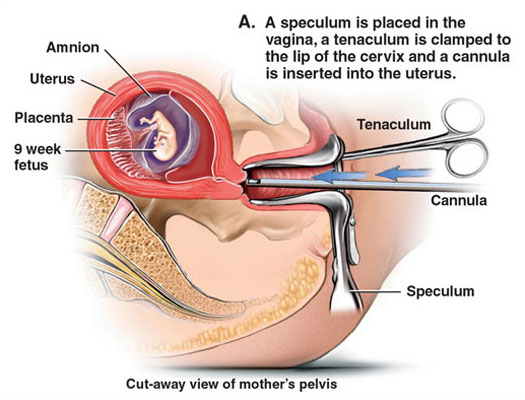 A. A speculum is placed in the
vagina, a tenaculum is clamped to
the lip of the cervix and a cannula
is inserted into the uterus.
Amnion
Uterus
Placenta
9 week
fetus
Tenaculum
Cannula
Speculum
Cut-away view of mother's pelvis